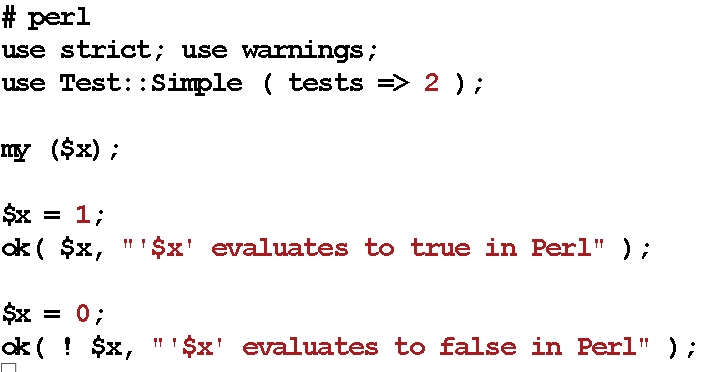 # perl
use strict; use warnings;
use Test::Simple ( tests => 2 );
my ($x);
$x = 1;
ok( $x, "'$x' evaluates to true in Perl" );
$x = 0;
ok( ! $x, "'$x' evaluates to false in Perl" );